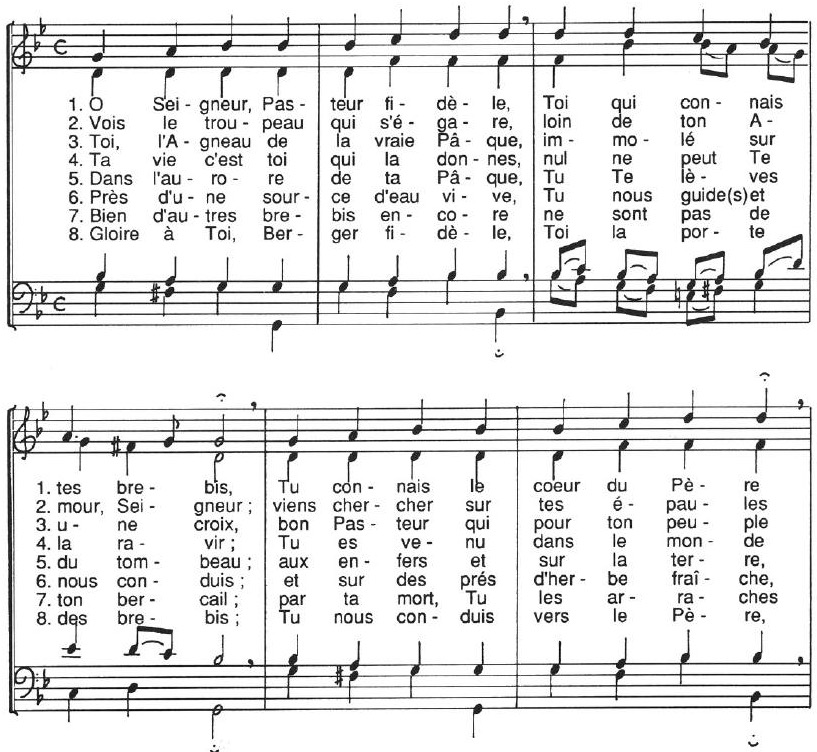 1. O Sei - gneur, Pas - teur fi - dè - le, Toi qui con - nais
2. Vois le trou - peau qui s'é - ga - re, loin de ton A -
3. Toi, l'A - gneau de la vraie Pâ - que, im - mo - lé sur
4. Ta vie c'est toi qui la don - nes, nul ne peut Te
5. Dans l'au - ro - re de ta Pâ - que, Tu Te lè - ves
6. Près d'u - ne sour - ce d'eau vi - ve, Tu nous guide(s)et
7. Bien d'au - tres bre - bis en - co - re ne sont pas de
8. Gloire à Toi, Ber - ger fi - dè - le, Toi la por - te
1. tes bre - bis, Tu con - nais le coeur du Pè - re
2. mour, Sei - gneur ; viens cher - cher sur tes é - pau - les
3. u - ne croix, bon Pas - teur qui pour ton peu - ple
4. la ra - vir ; Tu es ve - nu dans le mon - de
5. du tom - beau ; aux en - fers et sur la ter - re,
6. nous con - duis ; et sur des prés d'her - be fraî - che,
7. ton ber - cail ; par ta mort, Tu les ar - ra - ches
8. des bre - bis ; Tu nous con - duis vers le Pè - re,